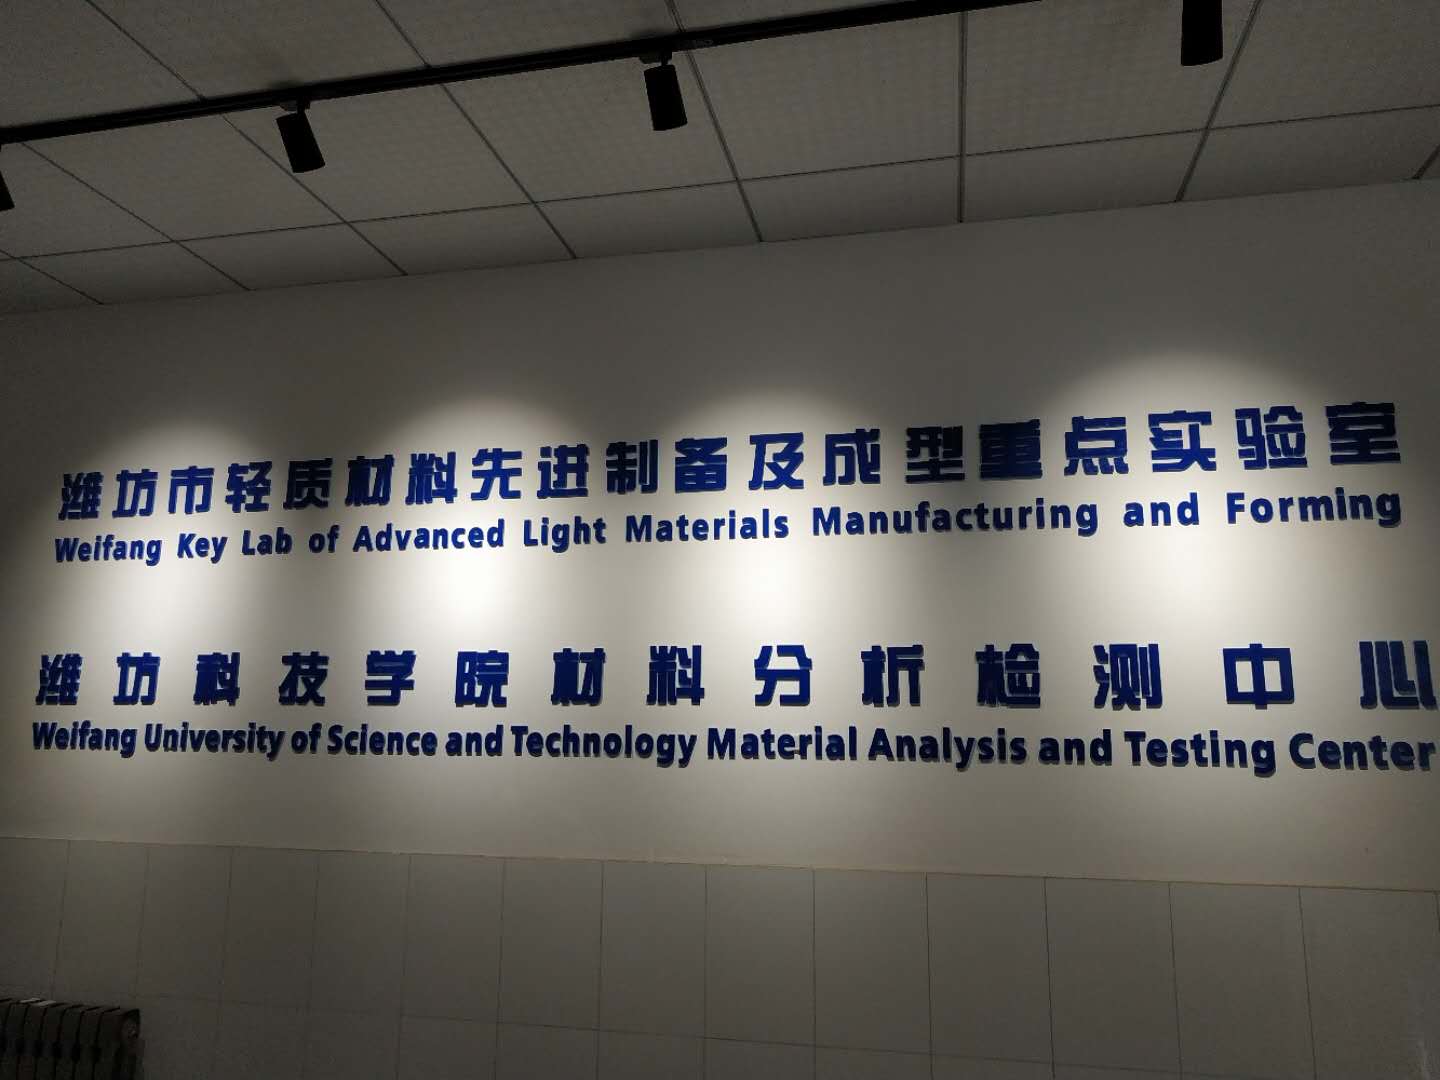 潍坊市轻质材料先进制备及成型重点实验室
Weifang Key Lab of Advanced Light Materials Manufacturing and Forming
潍坊科技学院材料分析检测中心
Weifang University of Science and Technology Material Analysis and Testing Center